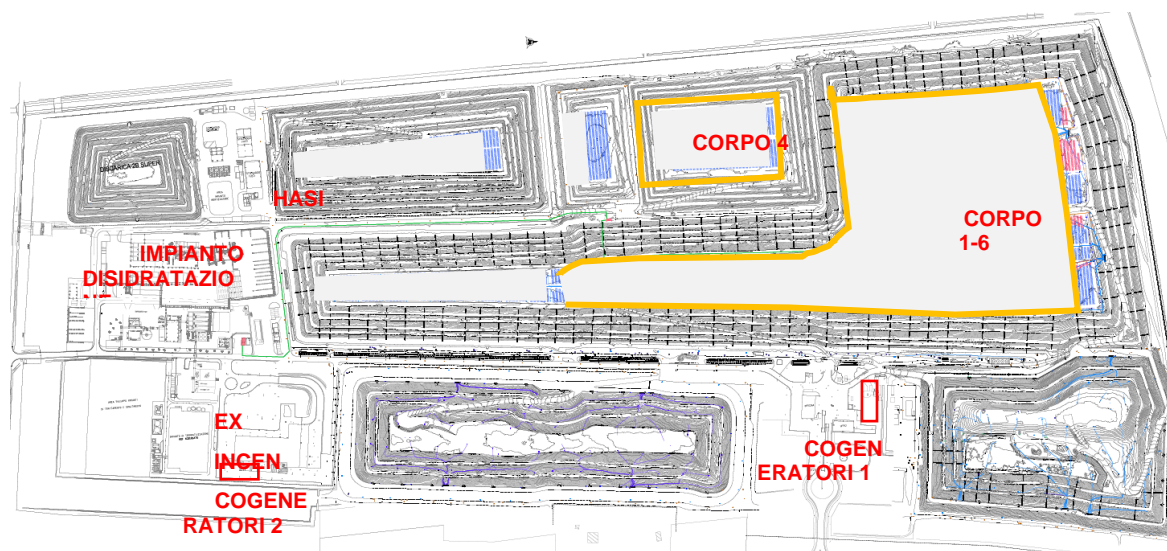 CORPO 4
HASI
CORPO
1-6
IMPIANTO
DISIDRATAZIO
EX
INCEN
COGENE
RATORI 2
COGEN
ERATORI 1